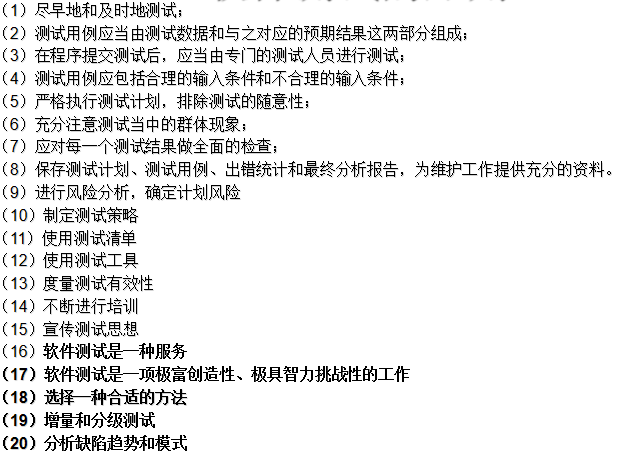 （1）尽早地和及时地测试；
（2）测试用例应当由测试数据和与之对应的预期结果这两部分组成；
（3）在程序提交测试后，应当由专门的测试人员进行测试；
（4）测试用例应包括合理的输入条件和不合理的输入条件；
（5）严格执行测试计划，排除测试的随意性；
（6）充分注意测试当中的群体现象；
（7）应对每一个测试结果做全面的检查；
（8）保存测试计划、测试用例、出错统计和最终分析报告，为维护工作提供充分的资料。
（9）进行风险分析，确定计划风险
（10）制定测试策略
（11）使用测试清单
（12）使用测试工具
（13）度量测试有效性
（14）不断进行培训
（15）宣传测试思想
（16）软件测试是一种服务
（17）软件测试是一项极富创造性、极具智力挑战性的工作
（18）选择一种合适的方法
（19）增量和分级测试
（20）分析缺陷趋势和模式